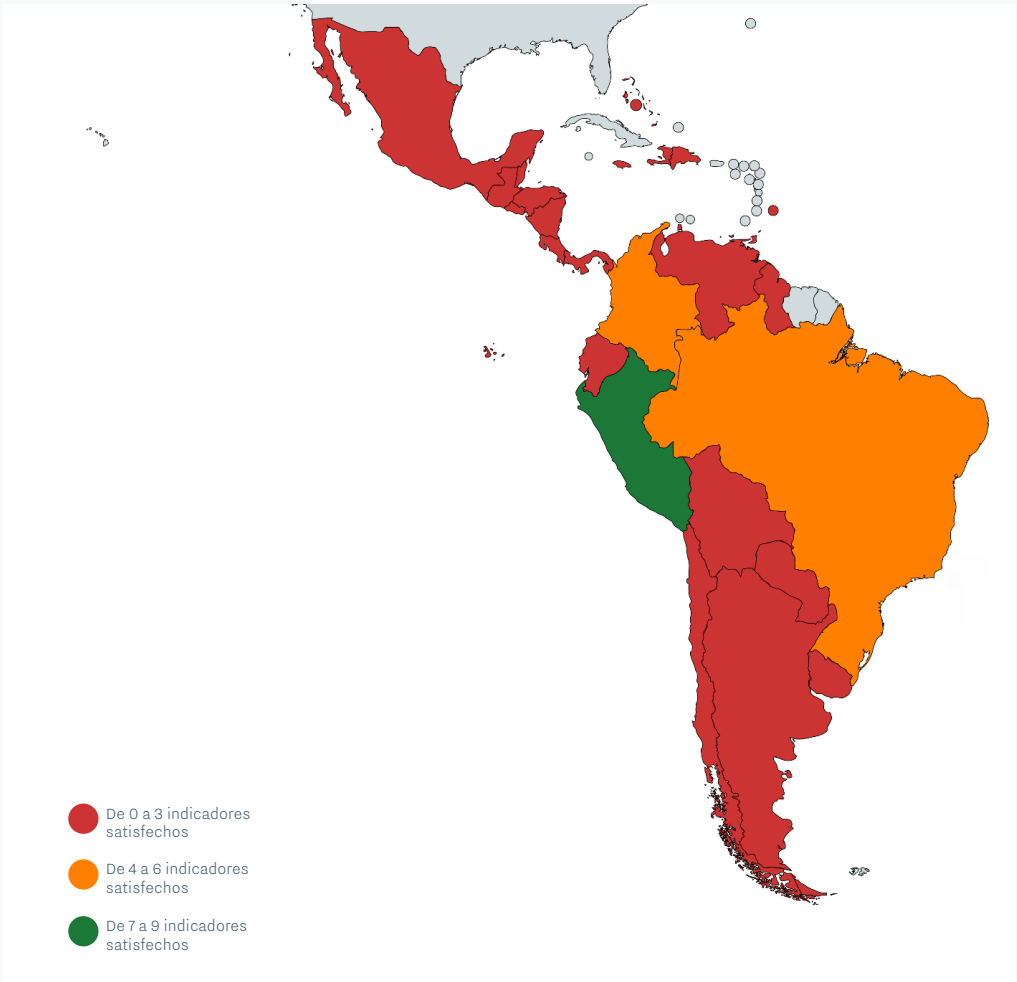 De 0 a 3 indicadores
satisfechos
De 4 a 6 indicadores
satisfechos
De 7 a 9 indicadores
satisfechos